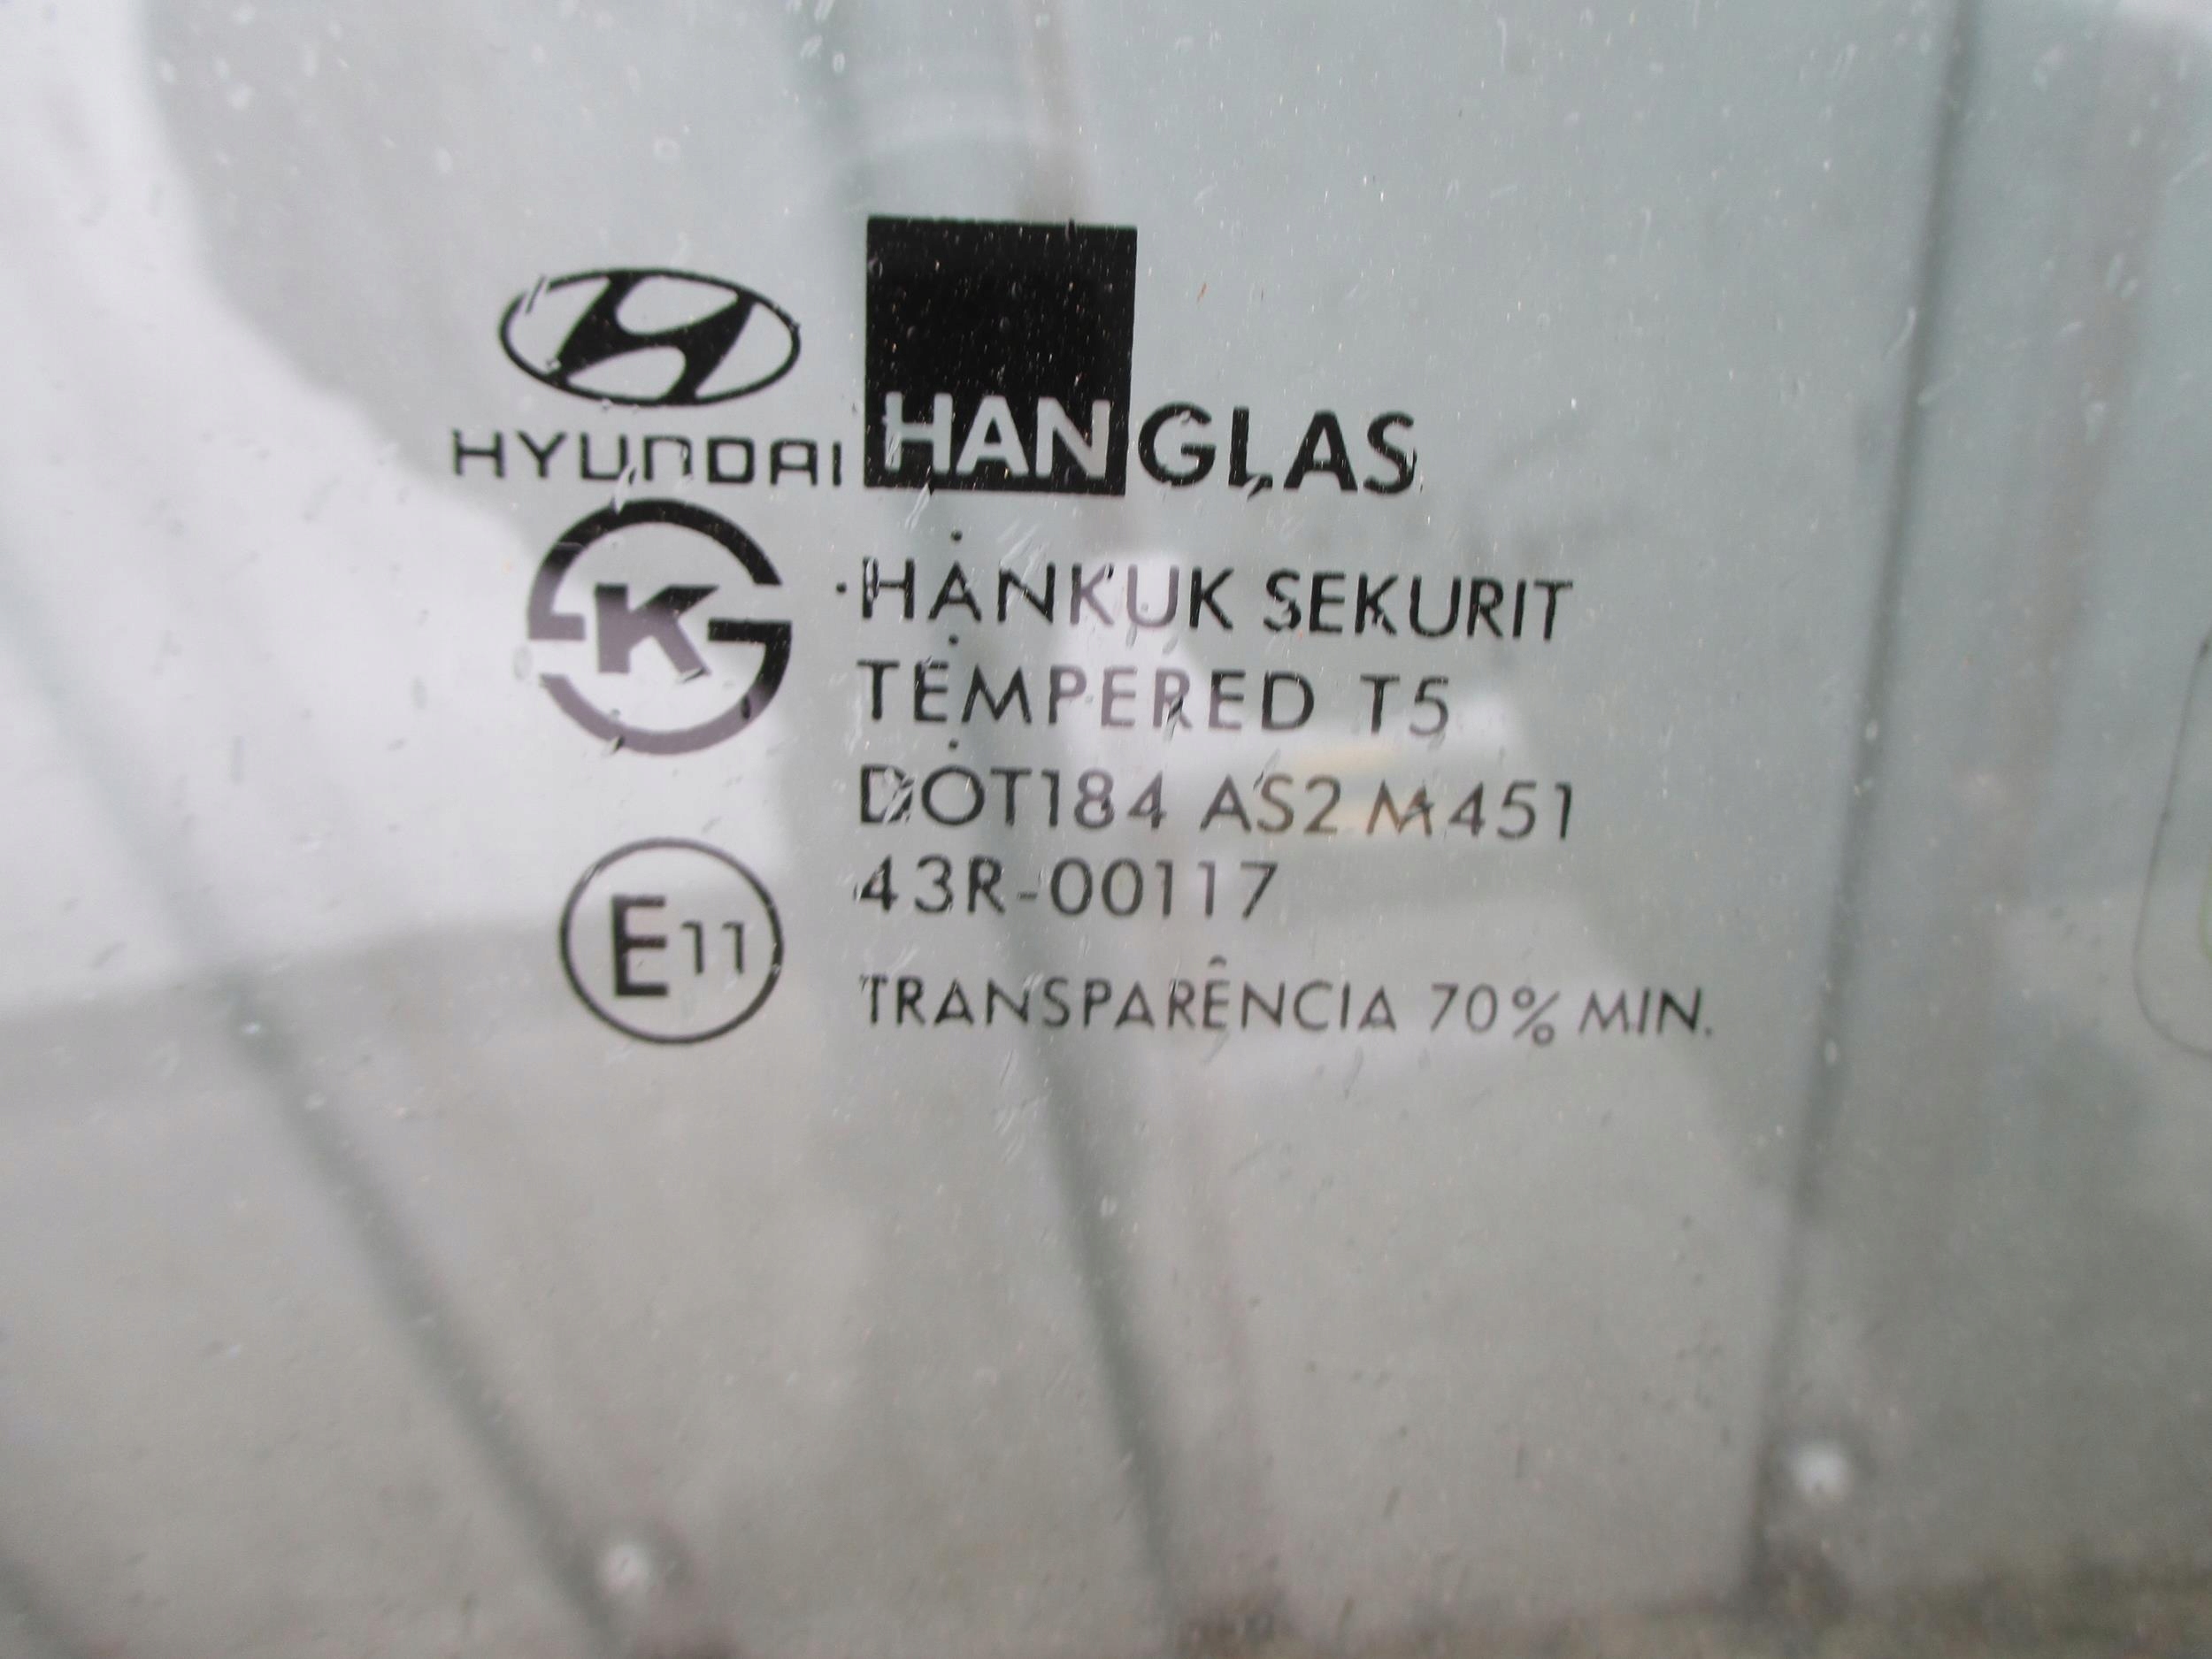 HYUNDAI HANGLAS
K
HANKUK SEKURIT
TEMPERED T5
DOT184 AS2 M451
43R-00117
E11
TRANSPARÊNCIA 70% MIN.